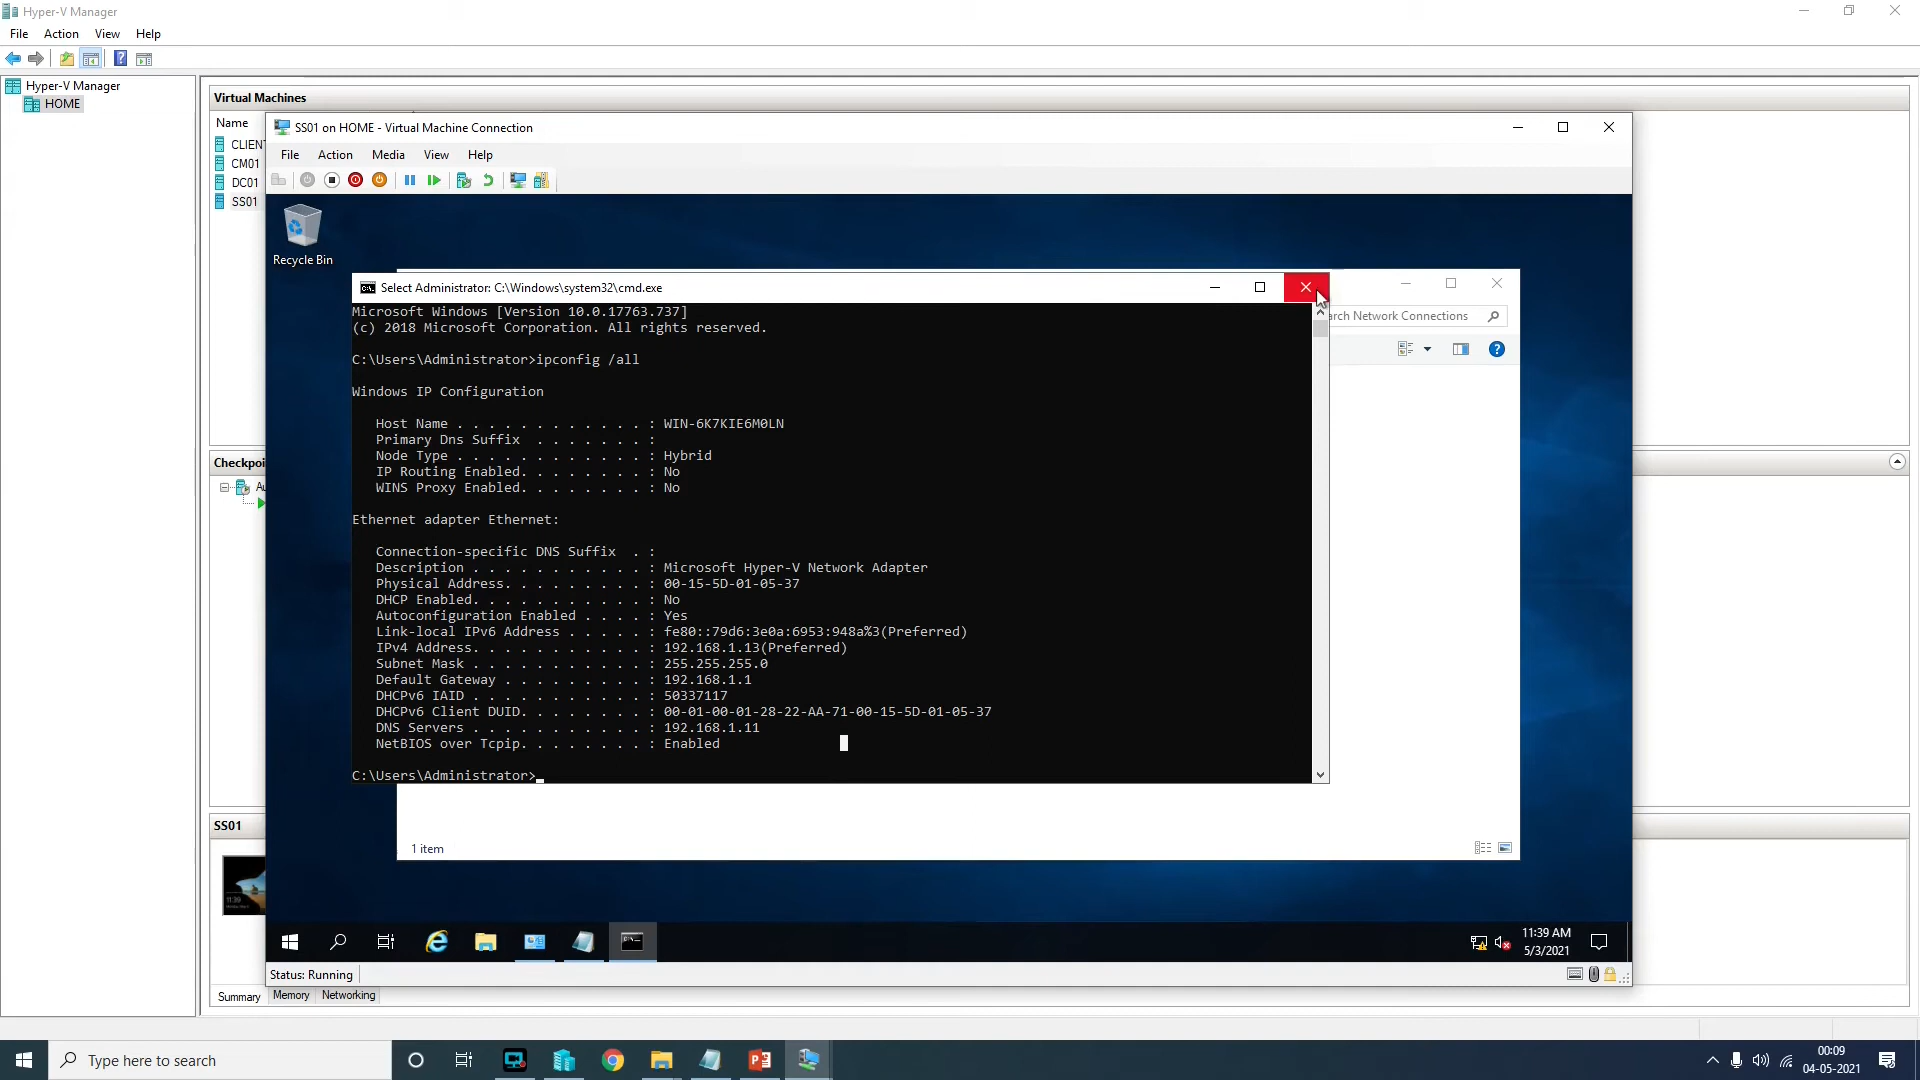 Hyper-V Manager
File Action View Help
Hyper-V Manager
HOME
Virtual Machines
Name
CLIEN
CM01
DC01
SS01
SS01 on HOME - Virtual Machine Connection
File Action Media View Help
Recycle Bin
Select Administrator: C:\Windows\system32\cmd.exe
Microsoft Windows [Version 10.0.17763.737]
(c) 2018 Microsoft Corporation. All rights reserved.
C:\Users\Administrator>ipconfig /all
Windows IP Configuration
Host Name . . . . . . . . . . . . : WIN-6K7KIE6M0LN
Primary Dns Suffix  . . . . . . . :
Node Type . . . . . . . . . . . . : Hybrid
IP Routing Enabled. . . . . . . . : No
WINS Proxy Enabled. . . . . . . . : No
Ethernet adapter Ethernet:
Connection-specific DNS Suffix  . :
Description . . . . . . . . . . . : Microsoft Hyper-V Network Adapter
Physical Address. . . . . . . . . : 00-15-5D-01-05-37
DHCP Enabled. . . . . . . . . . . : No
Autoconfiguration Enabled . . . . : Yes
Link-local IPv6 Address . . . . . : fe80::79d6:3e0a:6953:948a%3(Preferred)
IPv4 Address. . . . . . . . . . . : 192.168.1.13(Preferred)
Subnet Mask . . . . . . . . . . . : 255.255.255.0
Default Gateway . . . . . . . . . : 192.168.1.1
DHCPv6 IAID . . . . . . . . . . . : 50337117
DHCPv6 Client DUID. . . . . . . . : 00-01-00-01-28-22-AA-71-00-15-5D-01-05-37
DNS Servers . . . . . . . . . . . : 192.168.1.11
NetBIOS over Tcpip. . . . . . . . : Enabled
C:\Users\Administrator>
arch Network Connections
1 item
Checkpoi
Au
SS01
11:39
11:39 AM
5/3/2021
Status: Running
Summary Memory Networking
Type here to search
00:09
04-05-2021